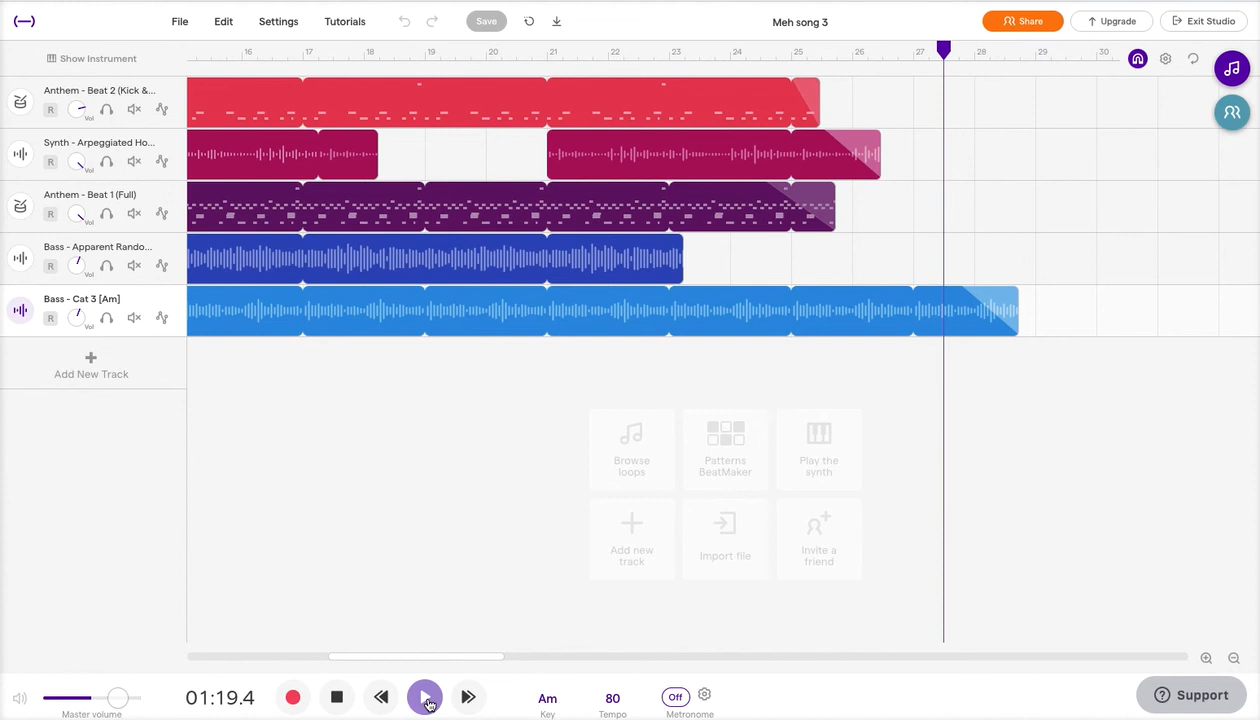 File Edit Settings Tutorials Save Meh song 3 Share Upgrade Exit Studio
Show Instrument
16 17 18 19 20 21 22 23 24 25 26 27 28 29 30
Anthem - Beat 2 (Kick &...
R Vol
Synth - Arpeggiated Ho...
R Vol
Anthem - Beat 1 (Full)
R Vol
Bass - Apparent Rando...
R Vol
Bass - Cat 3 [Am]
R Vol
Add New Track
Browse
loops
Patterns
BeatMaker
Play the
synth
Add new
track
Import file
Invite a
friend
Master volume
01:19.4
Am
Key
80
Tempo
Off
Metronome
Support